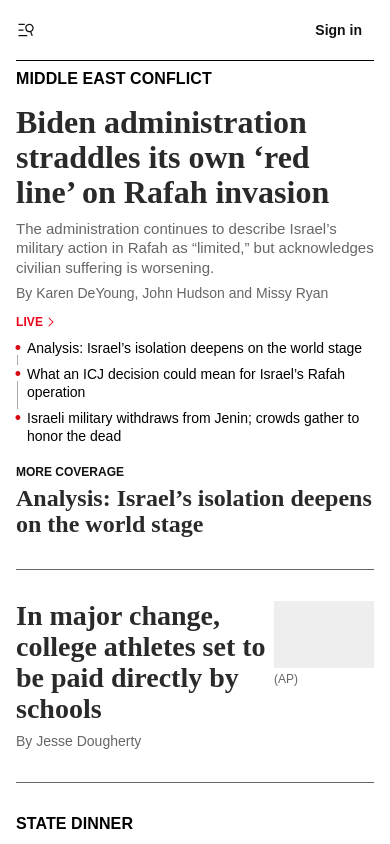 Sign in
MIDDLE EAST CONFLICT
Biden administration
straddles its own ‘red
line’ on Rafah invasion
The administration continues to describe Israel’s
military action in Rafah as “limited,” but acknowledges
civilian suffering is worsening.
By Karen DeYoung, John Hudson and Missy Ryan
LIVE
Analysis: Israel’s isolation deepens on the world stage
What an ICJ decision could mean for Israel’s Rafah
operation
Israeli military withdraws from Jenin; crowds gather to
honor the dead
MORE COVERAGE
Analysis: Israel’s isolation deepens
on the world stage
In major change,
college athletes set to
be paid directly by
schools
(AP)
By Jesse Dougherty
STATE DINNER